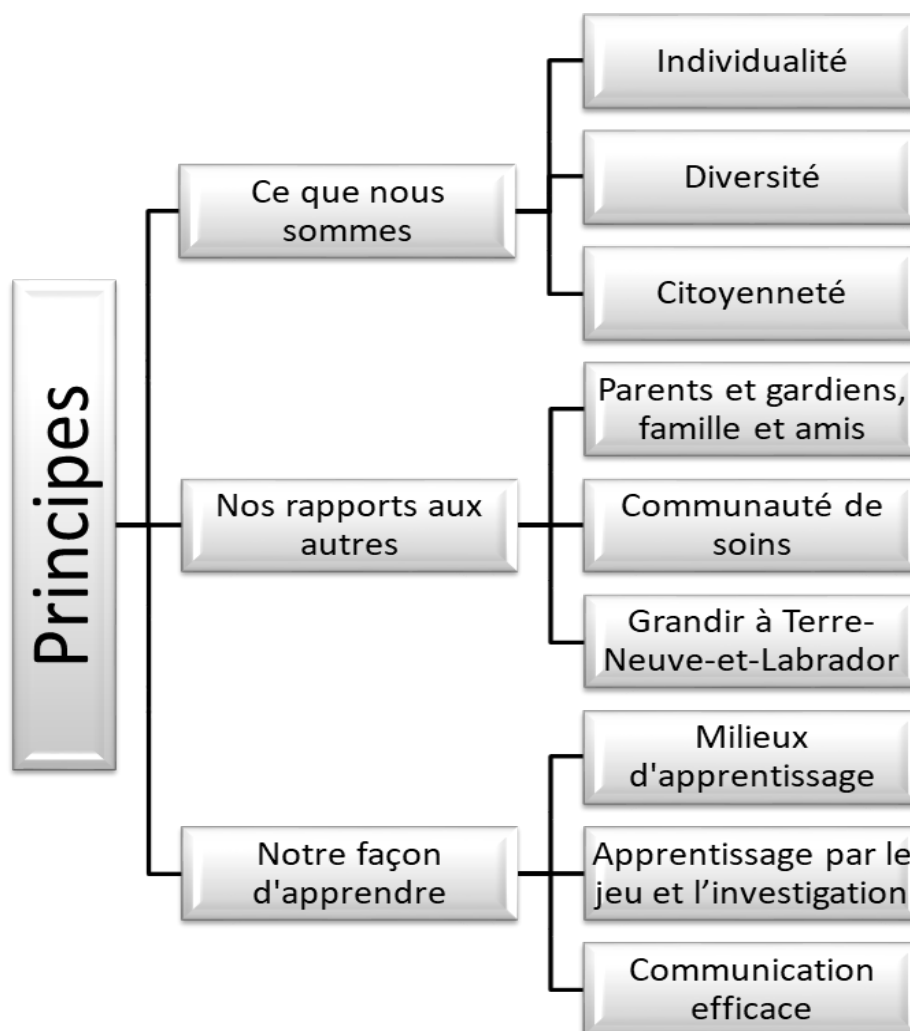 Principes
Ce que nous
sommes
Individualité
Diversité
Citoyenneté
Nos rapports aux
autres
Parents et gardiens,
famille et amis
Communauté de
soins
Grandir à Terre-
Neuve-et-Labrador
Notre façon
d'apprendre
Milieux
d'apprentissage
Apprentissage par le
jeu et l’investigation
Communication
efficace